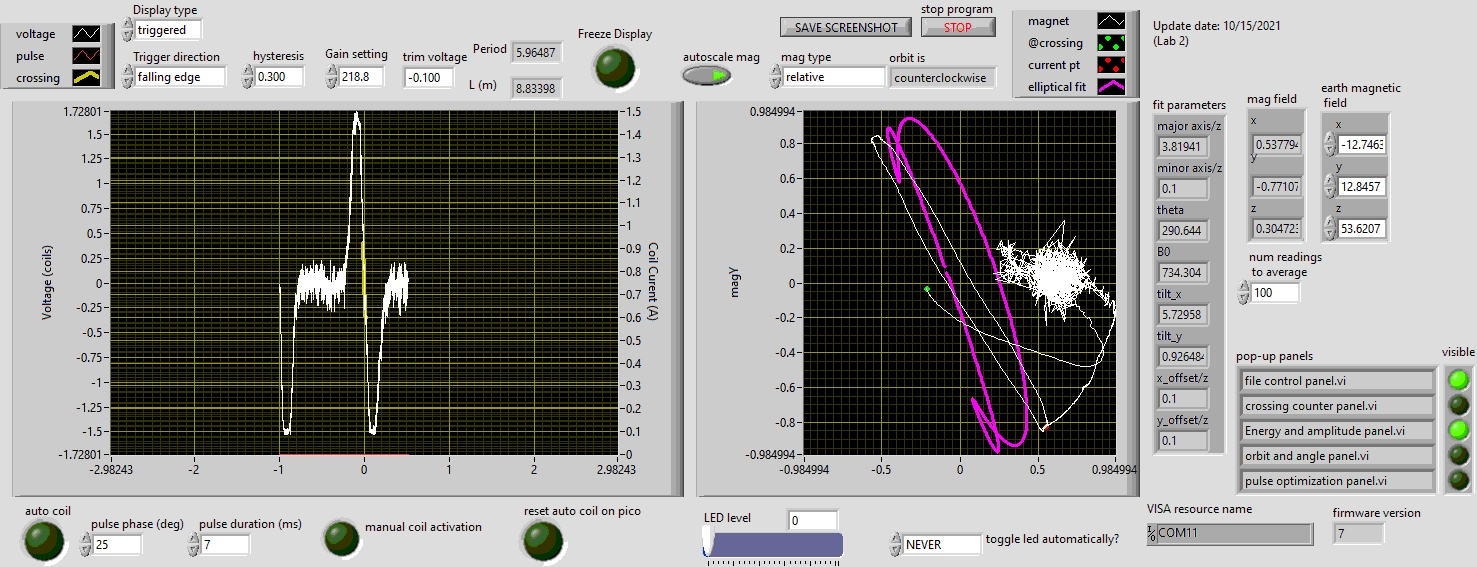 voltage
pulse
crossing
Display type
triggered
Trigger direction
falling edge
hysteresis
0.300
Gain setting
218.8
trim voltage
-0.100
Period
5.96487
L (m)
8.83398
Freeze Display
SAVE SCREENSHOT
stop program
STOP
autoscale mag
mag type
relative
orbit is
counterclockwise
magnet
@crossing
current pt
elliptical fit
Update date: 10/15/2021
(Lab 2)
Voltage (coils)
1.72801
1.5
1.25
1
0.75
0.5
0.25
0
-0.25
-0.5
-0.75
-1
-1.25
-1.5
-1.72801
-2.98243
-2
-1
0
1
2
2.98243
1.5
1.4
1.3
1.2
1.1
1
0.9
0.8
0.7
0.6
0.5
0.4
0.3
0.2
0.1
0
Coil Curent (A)
magy
0.984994
0.8
0.6
0.4
0.2
0
-0.2
-0.4
-0.6
-0.8
-0.984994
-0.984994
-0.5
0
0.5
0.984994
fit parameters
major axis/z
3.81941
minor axis/z
0.1
theta
290.644
B0
734.304
tilt_x
5.72958
tilt_y
0.926484
x_offset/z
0.1
y_offset/z
0.1
mag field
x
0.537794
y
-0.77107
z
0.304723
earth magnetic
field
x
-12.7463
y
12.8457
z
53.6207
num readings
to average
100
pop-up panels
visible
file control panel.vi
crossing counter panel.vi
Energy and amplitude panel.vi
orbit and angle panel.vi
pulse optimization panel.vi
auto coil
pulse phase (deg)
25
pulse duration (ms)
7
manual coil activation
reset auto coil on pico
LED level
0
NEVER
toggle led automatically?
VISA resource name
COM11
firmware version
7